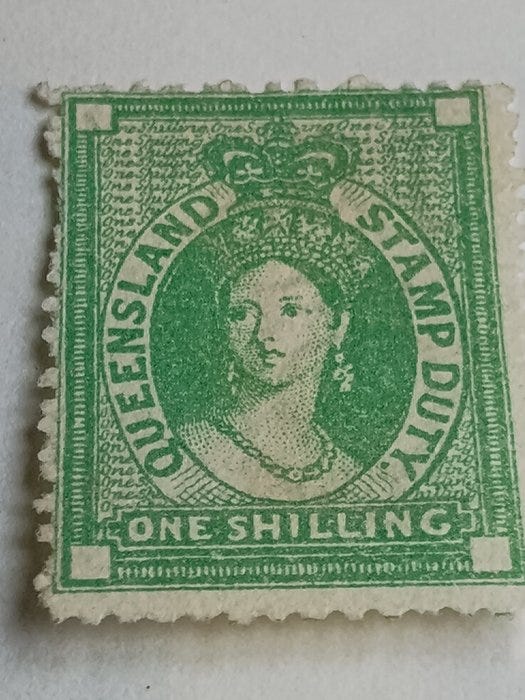 QUEENSLAND
STAMP DUTY.
ONE SHILLING